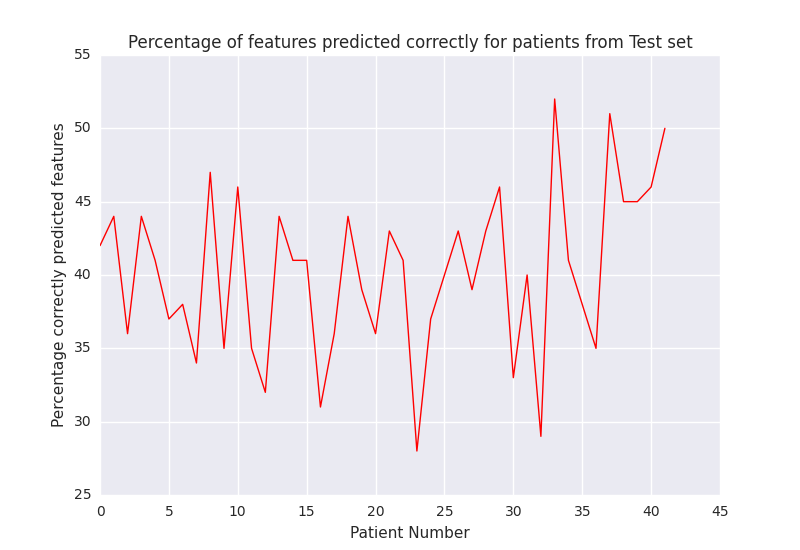 Percentage of features predicted correctly for patients from Test set
55
50
45
40
35
30
25
Percentage correctly predicted features
0 5 10 15 20 25 30 35 40 45
Patient Number